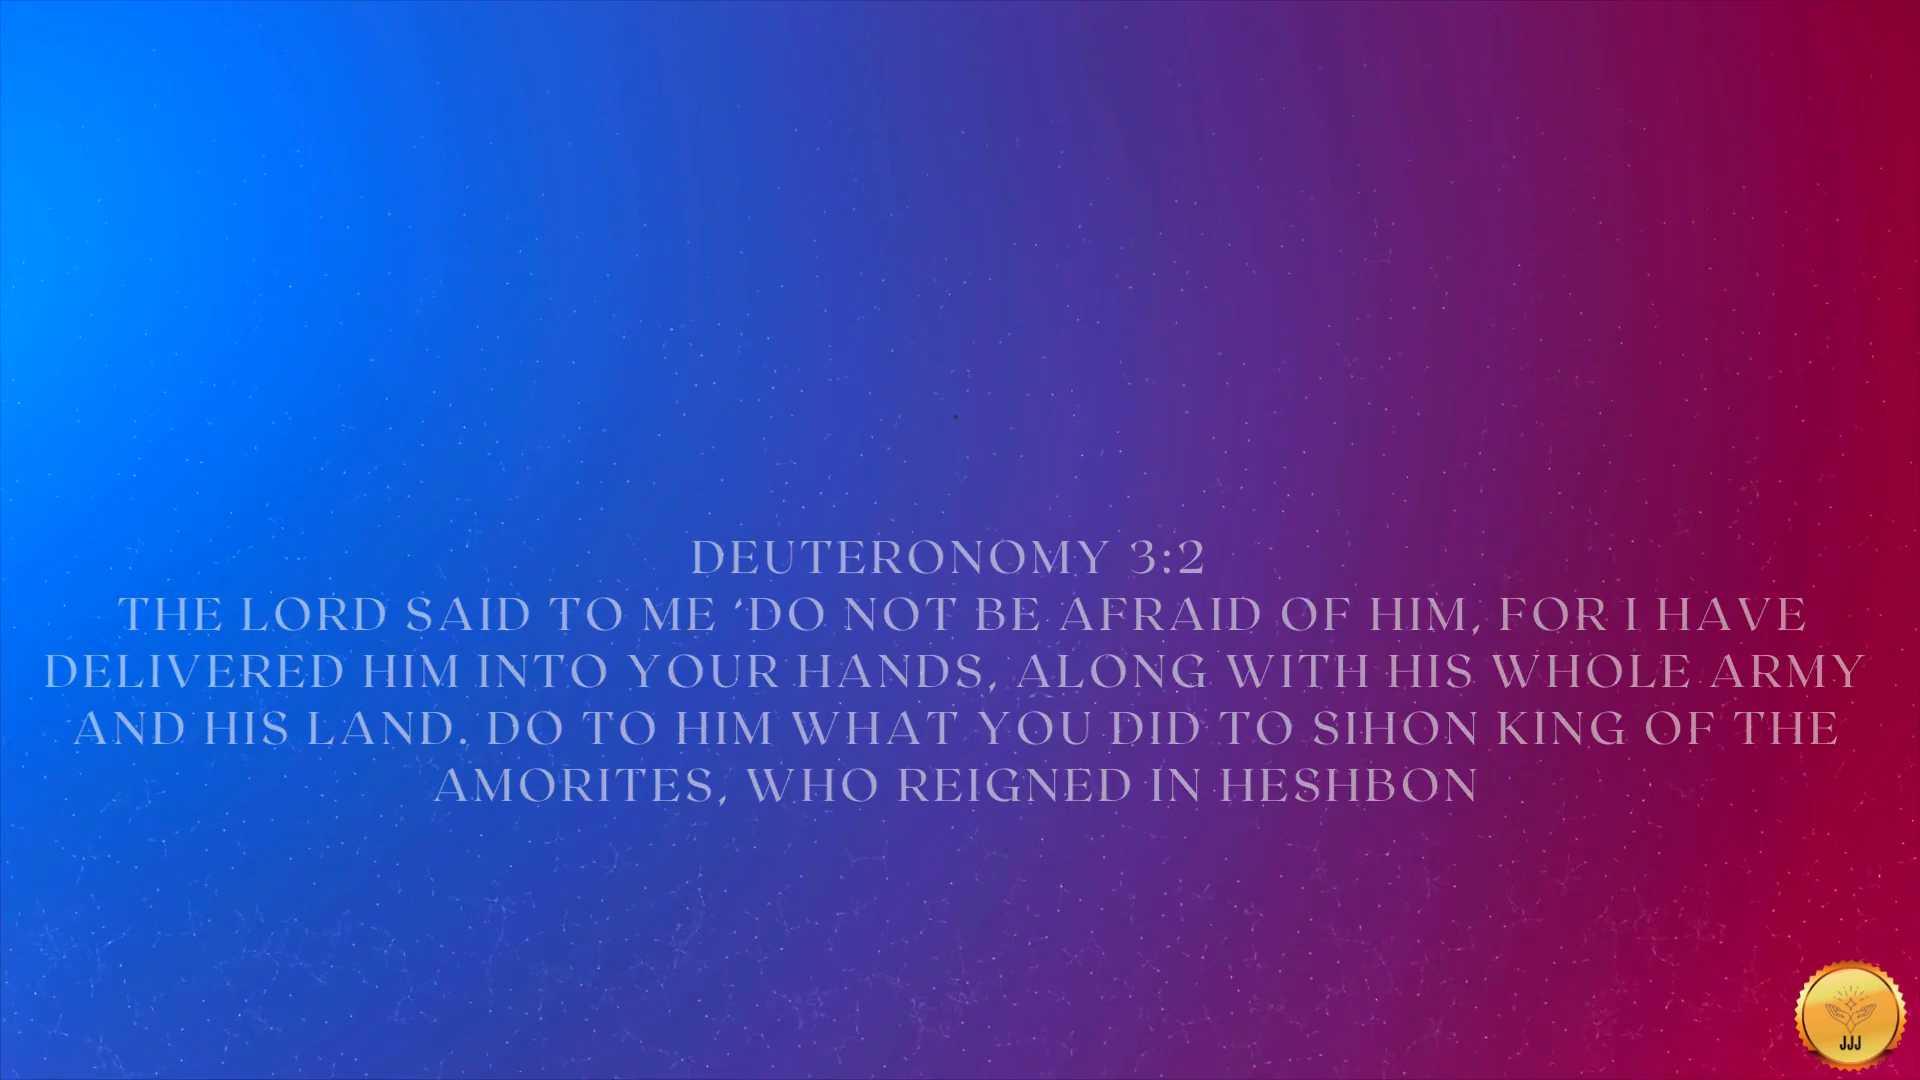 DEUTERONOMY 3:2
THE LORD SAID TO ME ‘DO NOT BE AFRAID OF HIM, FOR I HAVE
DELIVERED HIM INTO YOUR HANDS, ALONG WITH HIS WHOLE ARMY
AND HIS LAND. DO TO HIM WHAT YOU DID TO SIHON KING OF THE
AMORITES, WHO REIGNED IN HESHBON
JJJ